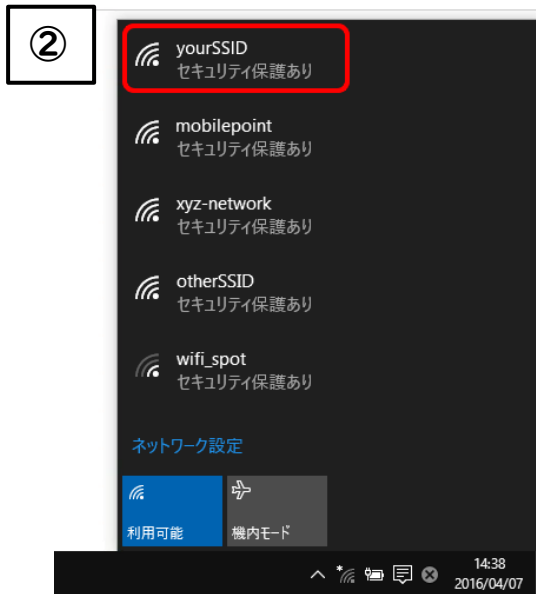 ②
yourSSID
セキュリティ保護あり
mobilepoint
セキュリティ保護あり
xyz-network
セキュリティ保護あり
otherSSID
セキュリティ保護あり
wifi_spot
セキュリティ保護あり
ネットワーク設定
利用可能 機内モード
14:38
2016/04/07